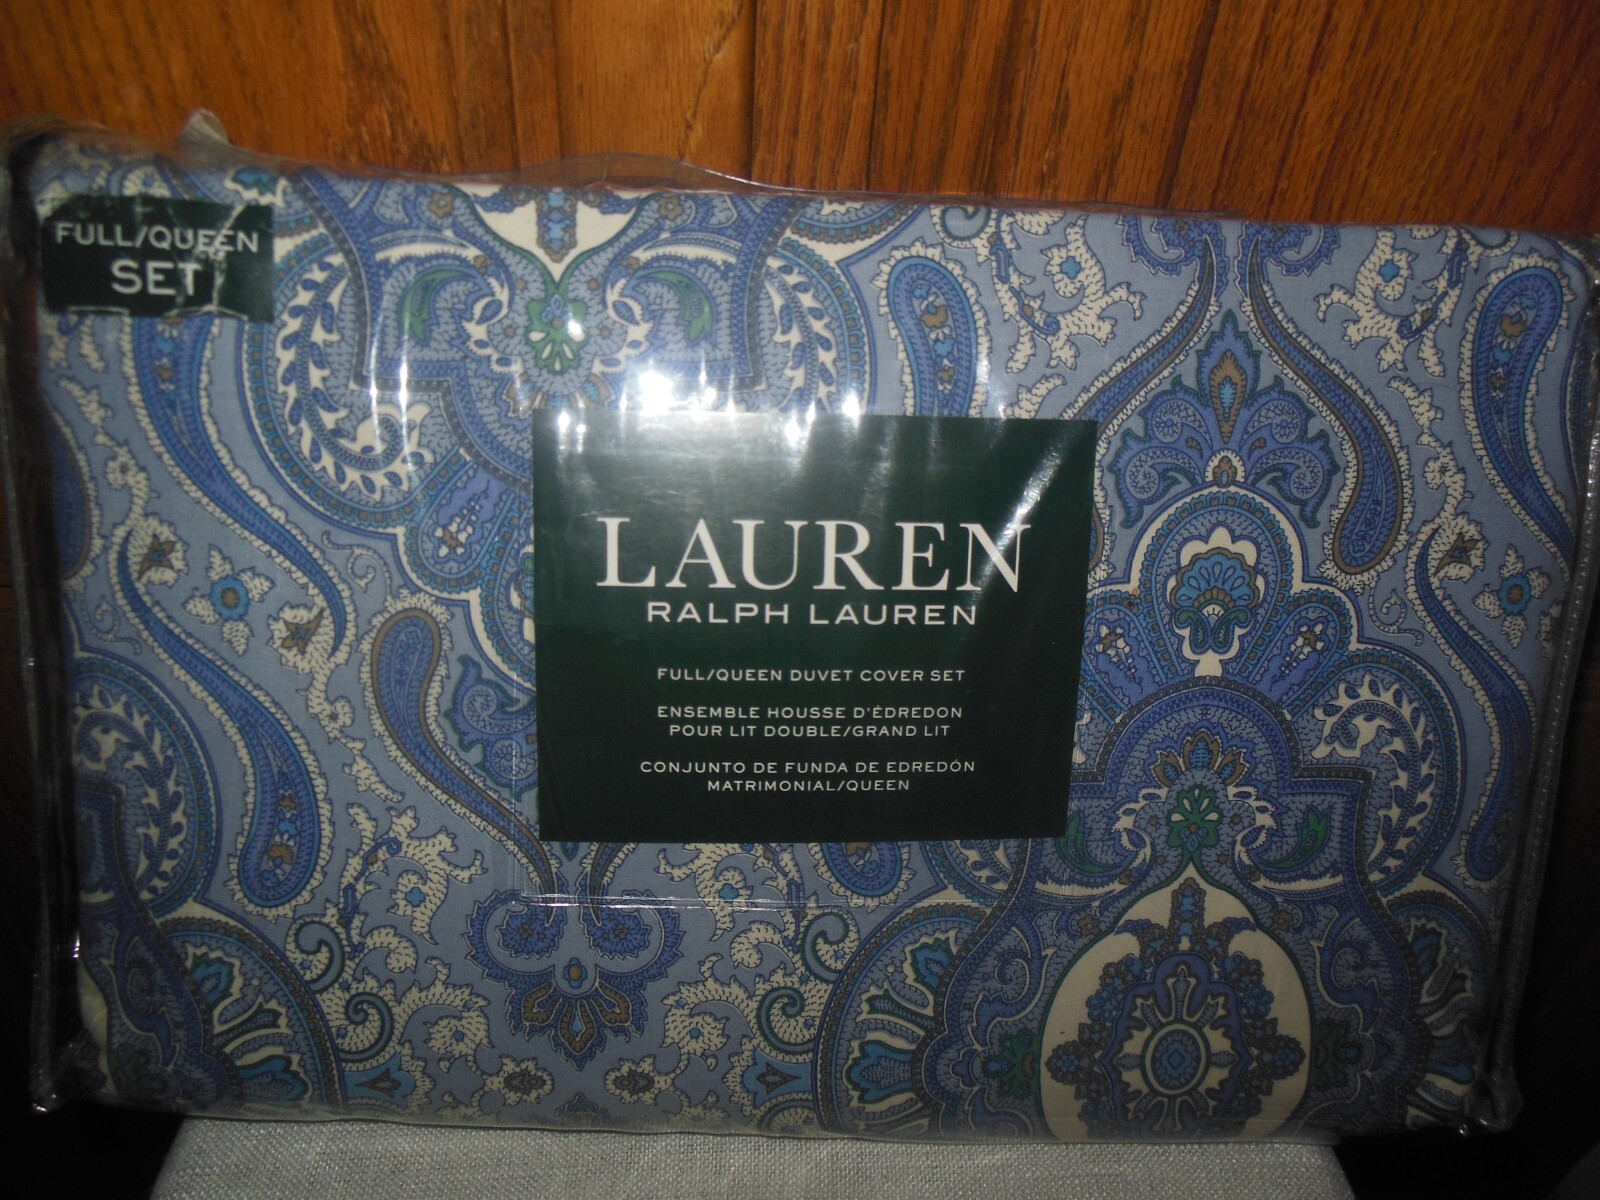 FULL/QUEEN
SET
LAUREN
RALPH LAUREN
FULL/QUEEN DUVET COVER SET
ENSEMBLE HOUSSE D'ÉDREDON
POUR LIT DOUBLE/GRAND LIT
CONJUNTO DE FUNDA DE EDREDÓN
MATRIMONIAL/QUEEN